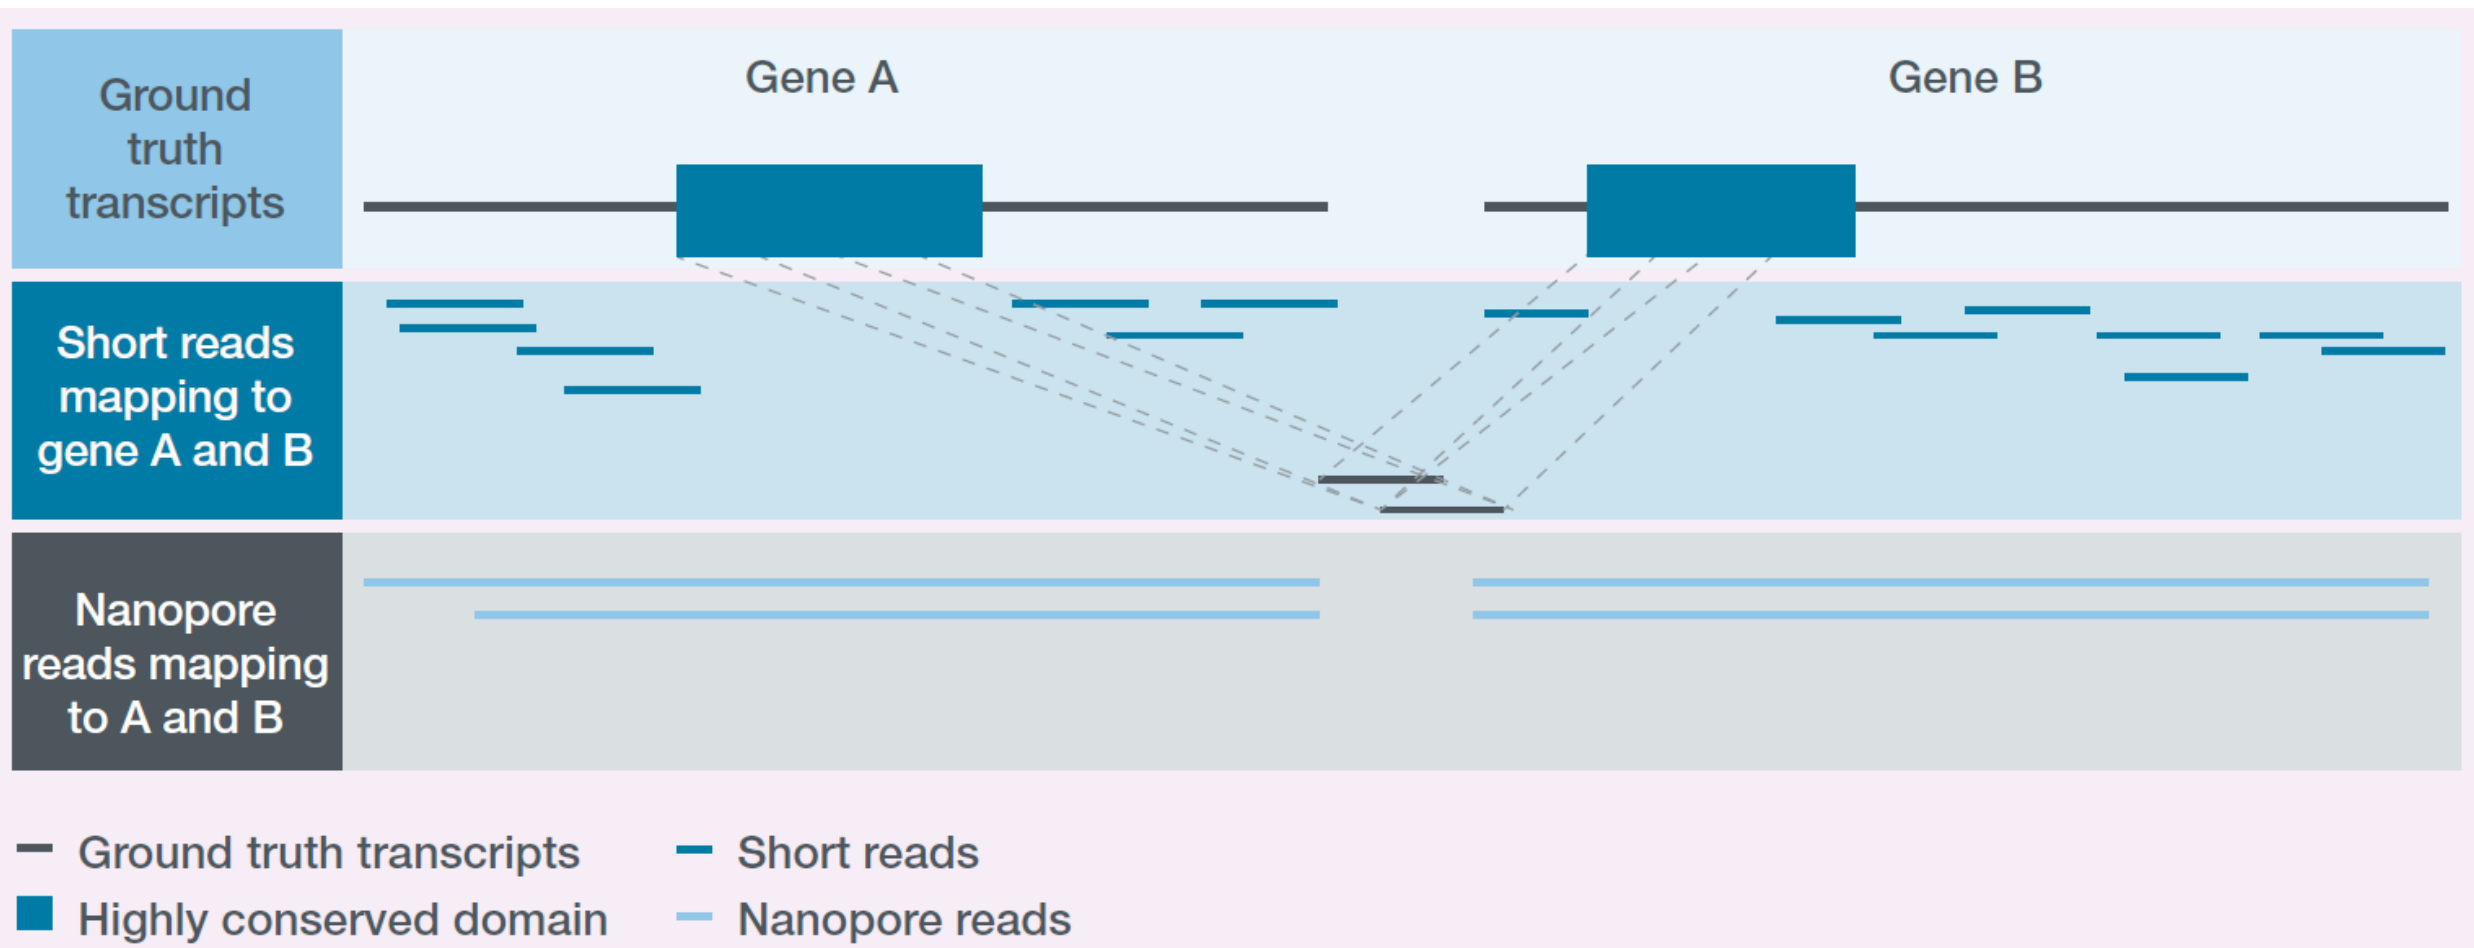 Ground
truth
transcripts
Gene A
Gene B
Short reads
mapping to
gene A and B
Nanopore
reads mapping
to A and B
Ground truth transcripts
Short reads
Highly conserved domain
Nanopore reads